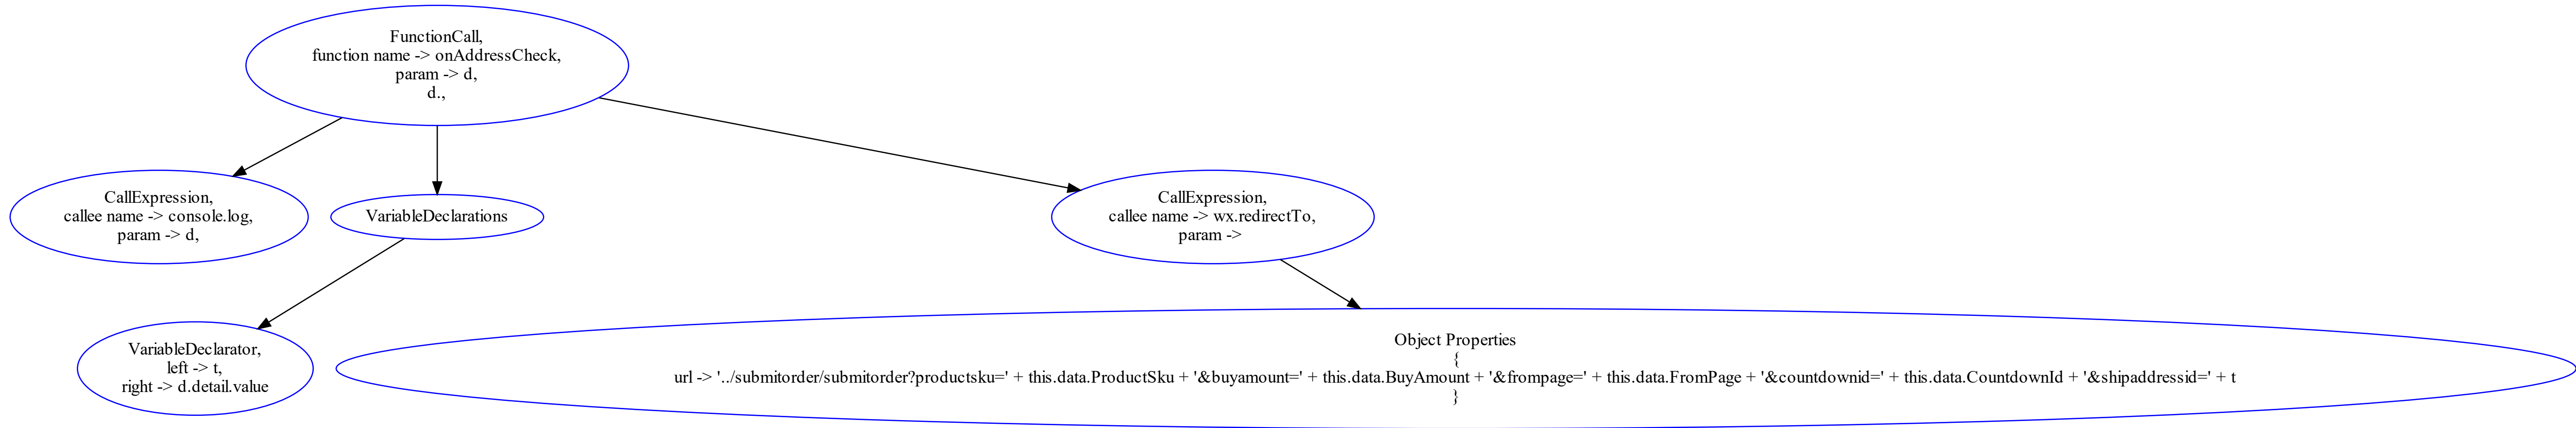 FunctionCall,
function name -> onAddressCheck,
param -> d,
d.,
CallExpression,
callee name -> console.log,
param -> d,
VariableDeclarations
CallExpression,
callee name -> wx.redirectTo,
param ->
VariableDeclarator,
left -> t,
right -> d.detail.value
Object Properties
{
url -> '../submitorder/submitorder?productsku=' + this.data.ProductSku + '&buyamount=' + this.data.BuyAmount + '&frompage=' + this.data.FromPage + '&countdownid=' + this.data.CountdownId + '&shipaddressid=' + t
}